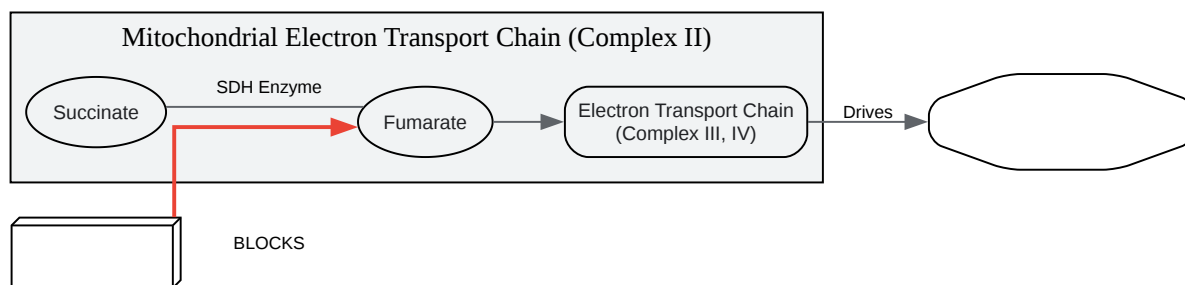 Mitochondrial Electron Transport Chain (Complex II)
SDH Enzyme
Succinate
Fumarate
Electron Transport Chain
(Complex III, IV)
Drives
BLOCKS